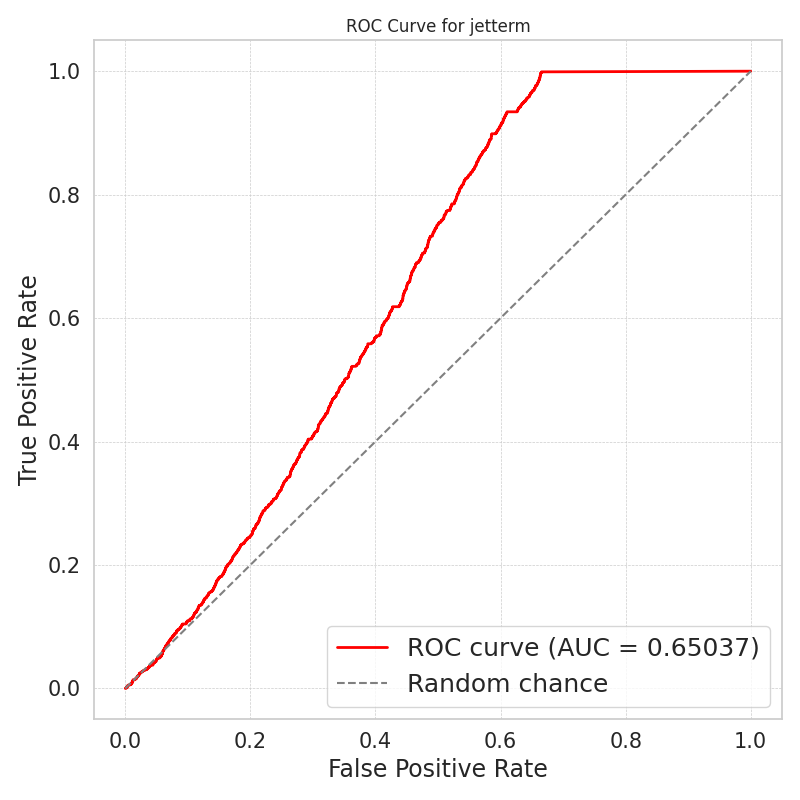 ROC Curve for jetterm
1.0
0.8
0.6
0.4
0.2
0.0
True Positive Rate
ROC curve (AUC = 0.65037)
Random chance
0.0 0.2 0.4 0.6 0.8 1.0
False Positive Rate